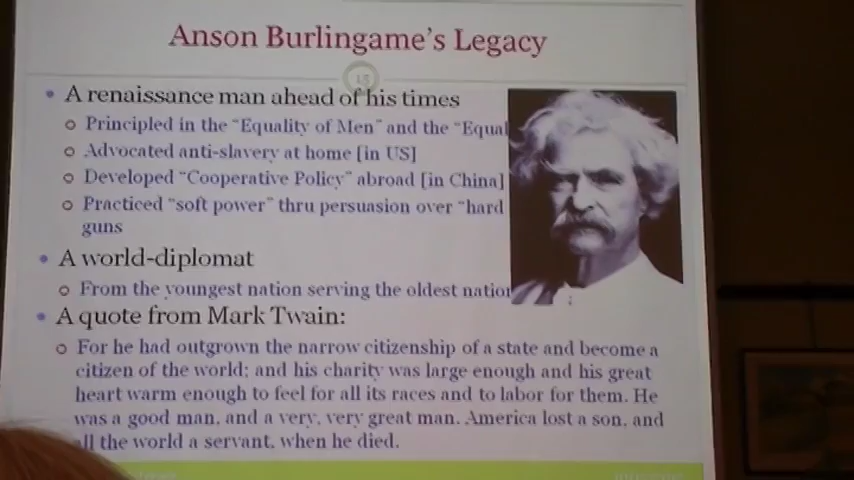 Anson Burlingame's Legacy
15
• A renaissance man ahead of his times
o Principled in the "Equality of Men" and the "Equal
o Advocated anti-slavery at home [in US]
o Developed "Cooperative Policy" abroad [in China]
o Practiced "soft power" thru persuasion over "hard
guns
• A world-diplomat
o From the youngest nation serving the oldest nation
• A quote from Mark Twain:
o For he had outgrown the narrow citizenship of a state and become a
citizen of the world; and his charity was large enough and his great
heart warm enough to feel for all its races and to labor for them. He
was a good man, and a very, very great man. America lost a son, and
all the world a servant, when he died.